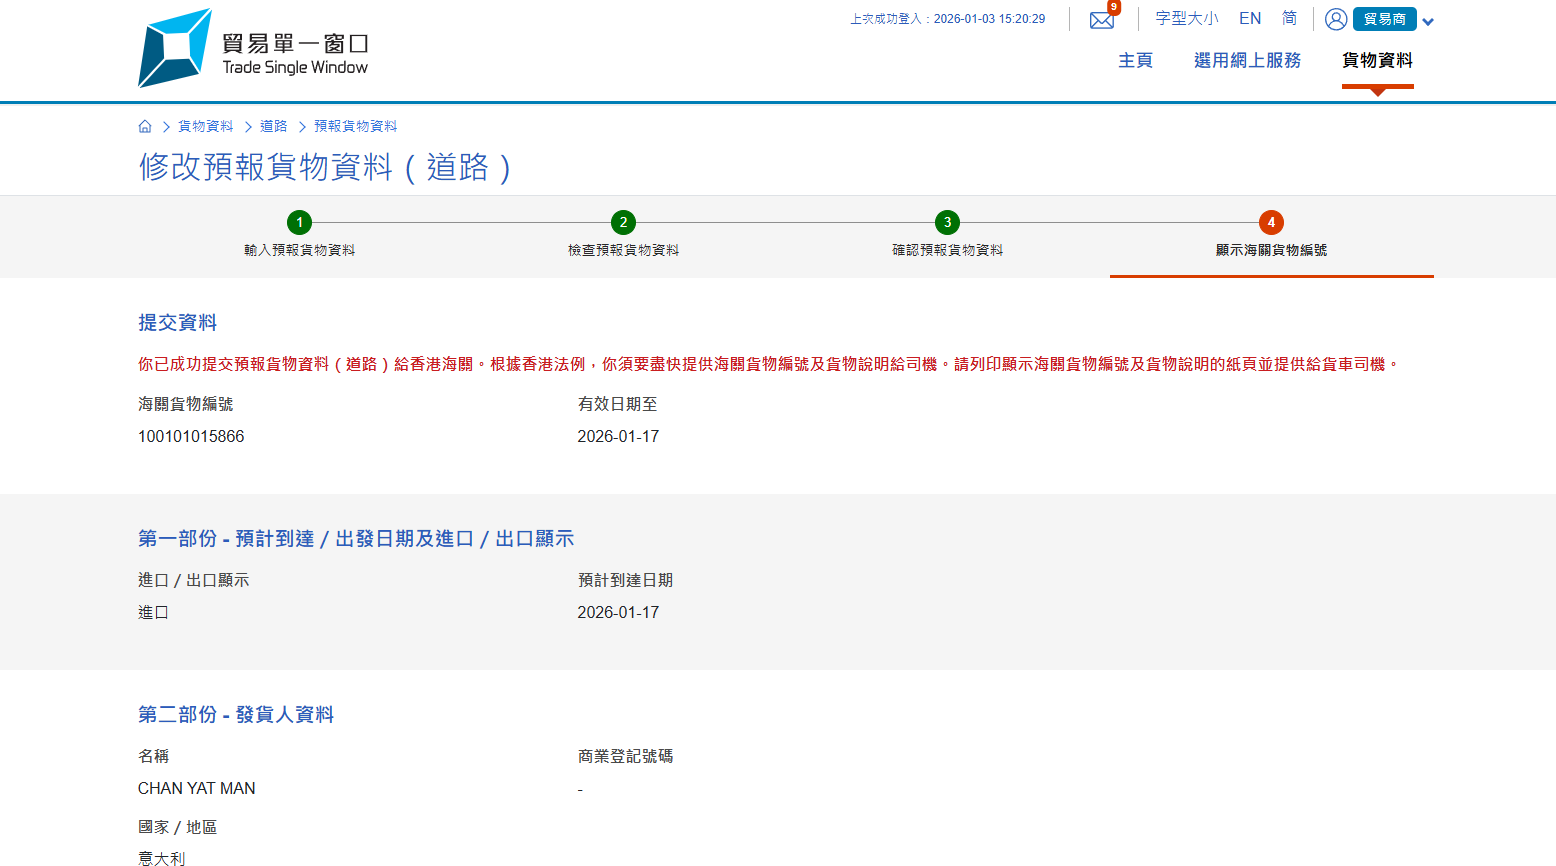 上次成功登入：2026-01-03 15:20:29
9
字型大小
EN
简
貿易商
貿易單一窗口
Trade Single Window
主頁
選用網上服務
貨物資料
貨物資料
道路
預報貨物資料
修改預報貨物資料（道路）
1
2
3
4
輸入預報貨物資料
檢查預報貨物資料
確認預報貨物資料
顯示海關貨物編號
提交資料
你已成功提交預報貨物資料（道路）給香港海關。根據香港法例，你須要盡快提供海關貨物編號及貨物說明給司機。請列印顯示海關貨物編號及貨物說明的紙頁並提供給貨車司機。
海關貨物編號
有效日期至
100101015866
2026-01-17
第一部份 - 預計到達 / 出發日期及進口 / 出口顯示
進口 / 出口顯示
預計到達日期
進口
2026-01-17
第二部份 - 發貨人資料
名稱
商業登記號碼
CHAN YAT MAN
-
國家 / 地區
意大利